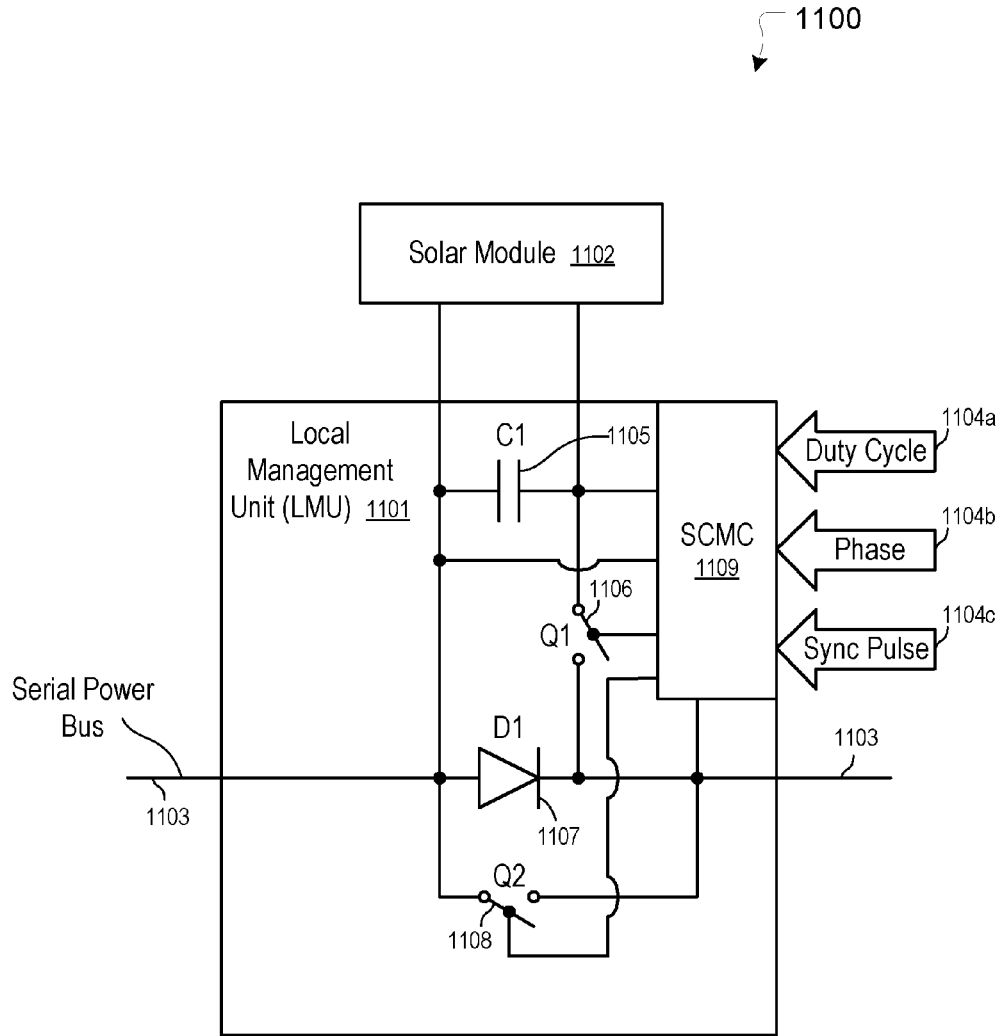 1100
Solar Module 1102
Local
Management
Unit (LMU) 1101
C1
1105
SCMC
1109
Duty Cycle
1104a
Phase
1104b
Sync Pulse
1104c
1106
Q1
Serial Power
Bus
1103
D1
1107
1103
Q2
1108